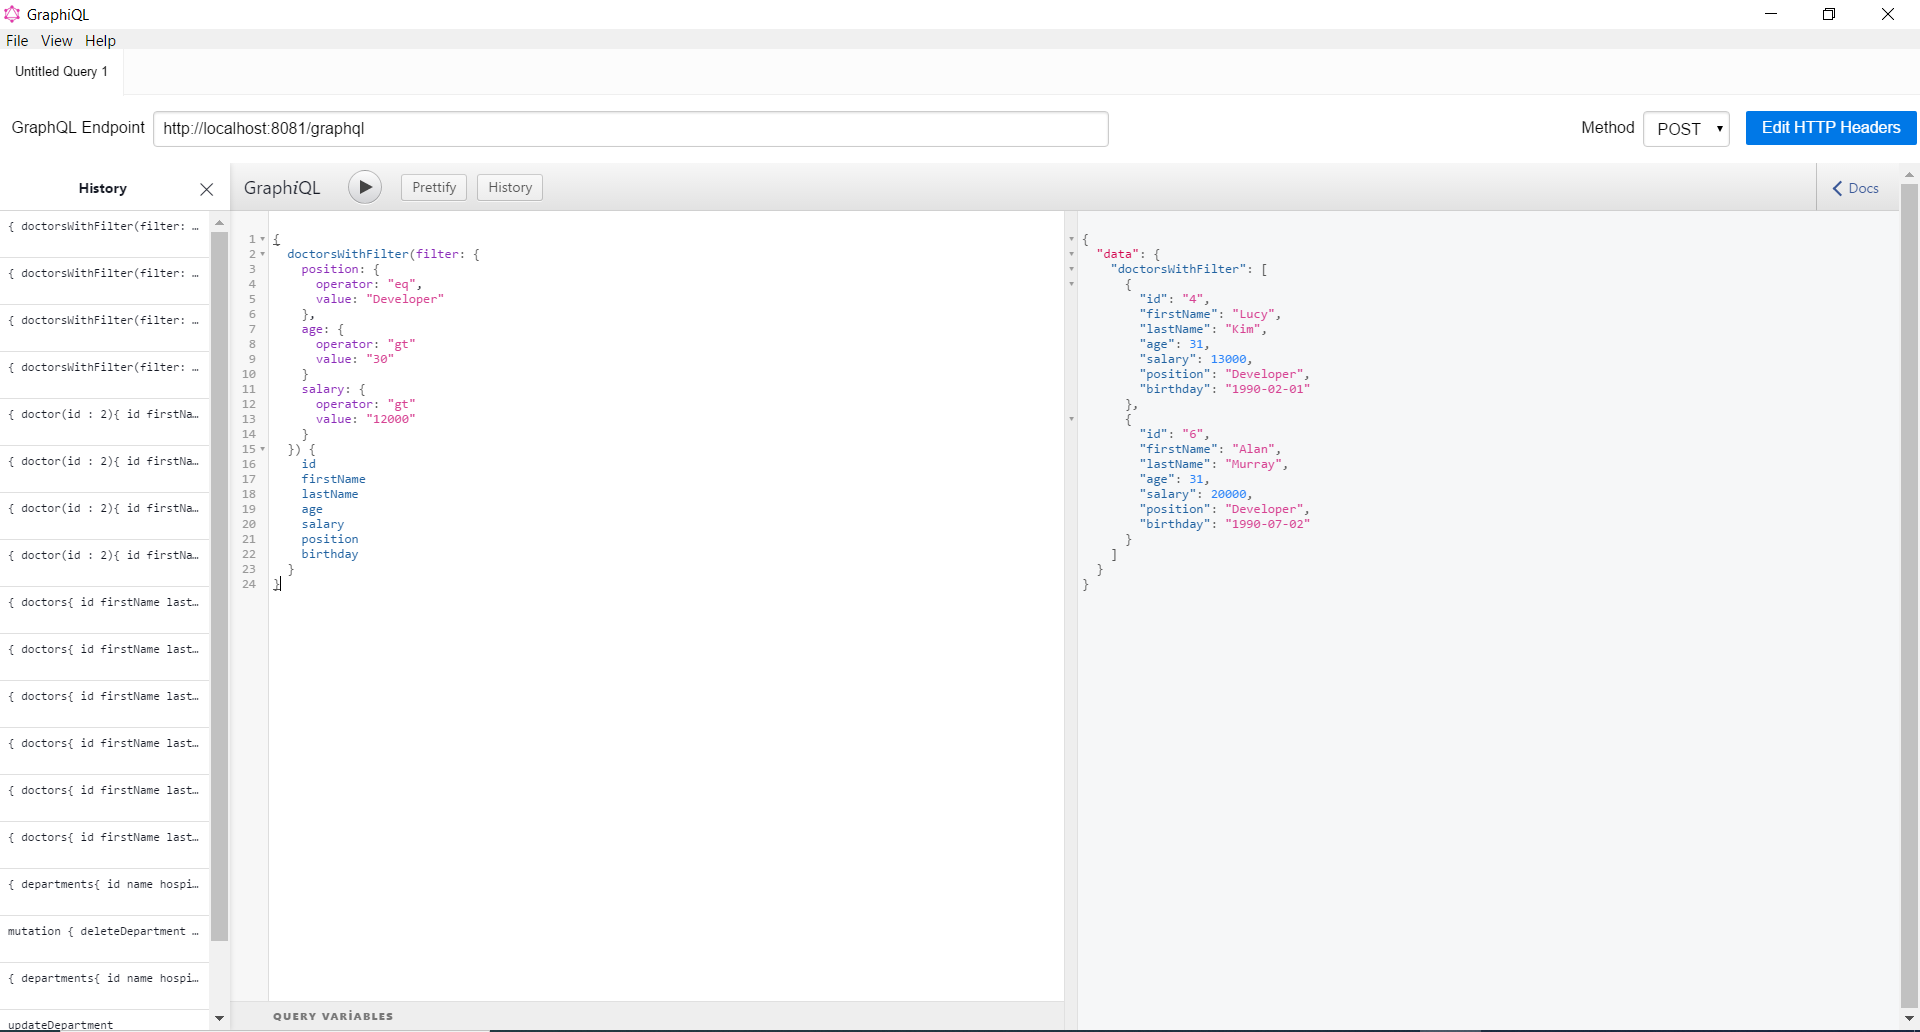 GraphiQL
File View Help
Untitled Query 1
GraphQL Endpoint http://localhost:8081/graphql Method POST Edit HTTP Headers
History
{ doctorsWithFilter(filter: …
{ doctorsWithFilter(filter: …
{ doctorsWithFilter(filter: …
{ doctorsWithFilter(filter: …
{ doctor(id : 2){ id firstNa…
{ doctor(id : 2){ id firstNa…
{ doctor(id : 2){ id firstNa…
{ doctor(id : 2){ id firstNa…
{ doctors{ id firstName last…
{ doctors{ id firstName last…
{ doctors{ id firstName last…
{ doctors{ id firstName last…
{ doctors{ id firstName last…
{ doctors{ id firstName last…
{ departments{ id name hospi…
mutation { deleteDepartment …
{ departments{ id name hospi…
updateDepartment
GraphiQL Prettify History Docs
1 {
2 doctorsWithFilter(filter: {
3 position: {
4 operator: "eq",
5 value: "Developer"
6 },
7 age: {
8 operator: "gt"
9 value: "30"
10 }
11 salary: {
12 operator: "gt"
13 value: "12000"
14 }
15 }) {
16 id
17 firstName
18 lastName
19 age
20 salary
21 position
22 birthday
23 }
24 }
QUERY VARİABLES
{
"data": {
"doctorsWithFilter": [
{
"id": "4",
"firstName": "Lucy",
"lastName": "Kim",
"age": 31,
"salary": 13000,
"position": "Developer",
"birthday": "1990-02-01"
},
{
"id": "6",
"firstName": "Alan",
"lastName": "Murray",
"age": 31,
"salary": 20000,
"position": "Developer",
"birthday": "1990-07-02"
}
]
}
}